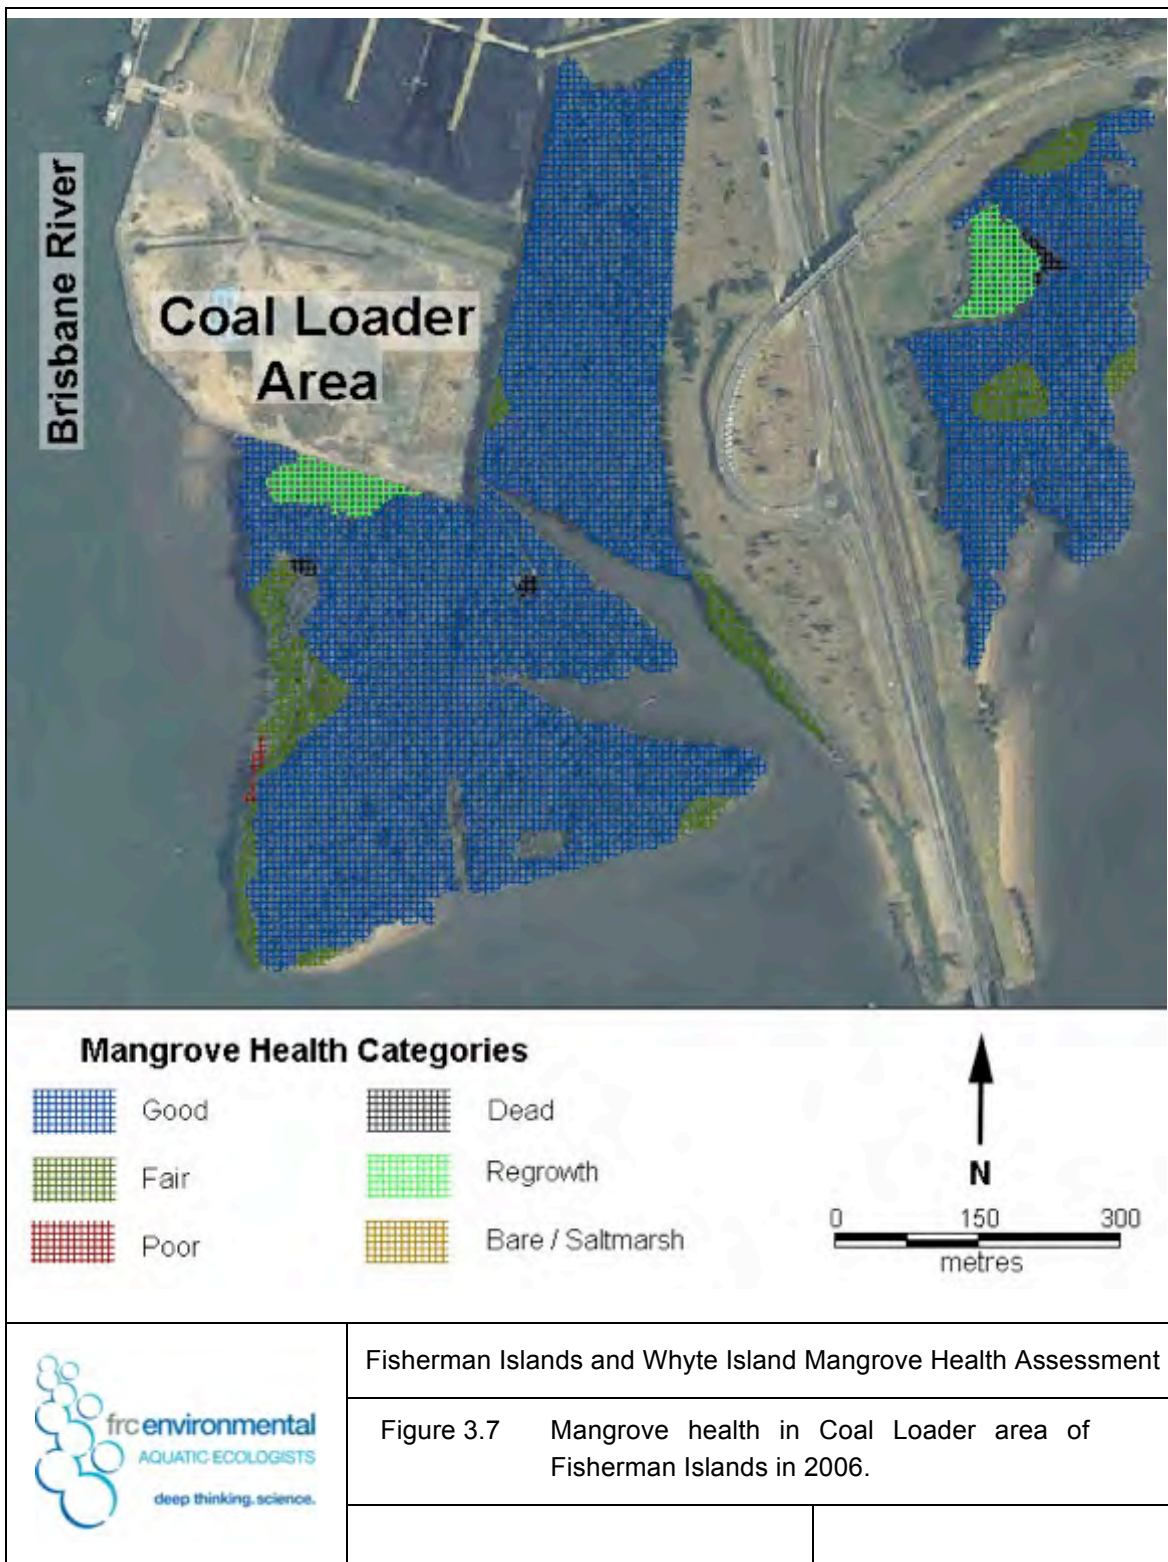 Brisbane River
Coal Loader
Area
Mangrove Health Categories
Good
Fair
Poor
Dead
Regrowth
Bare / Saltmarsh
N
0 150 300
metres
frc environmental
AQUATIC ECOLOGISTS
deep thinking. science.
Fisherman Islands and Whyte Island Mangrove Health Assessment
Figure 3.7 Mangrove health in Coal Loader area of
Fisherman Islands in 2006.